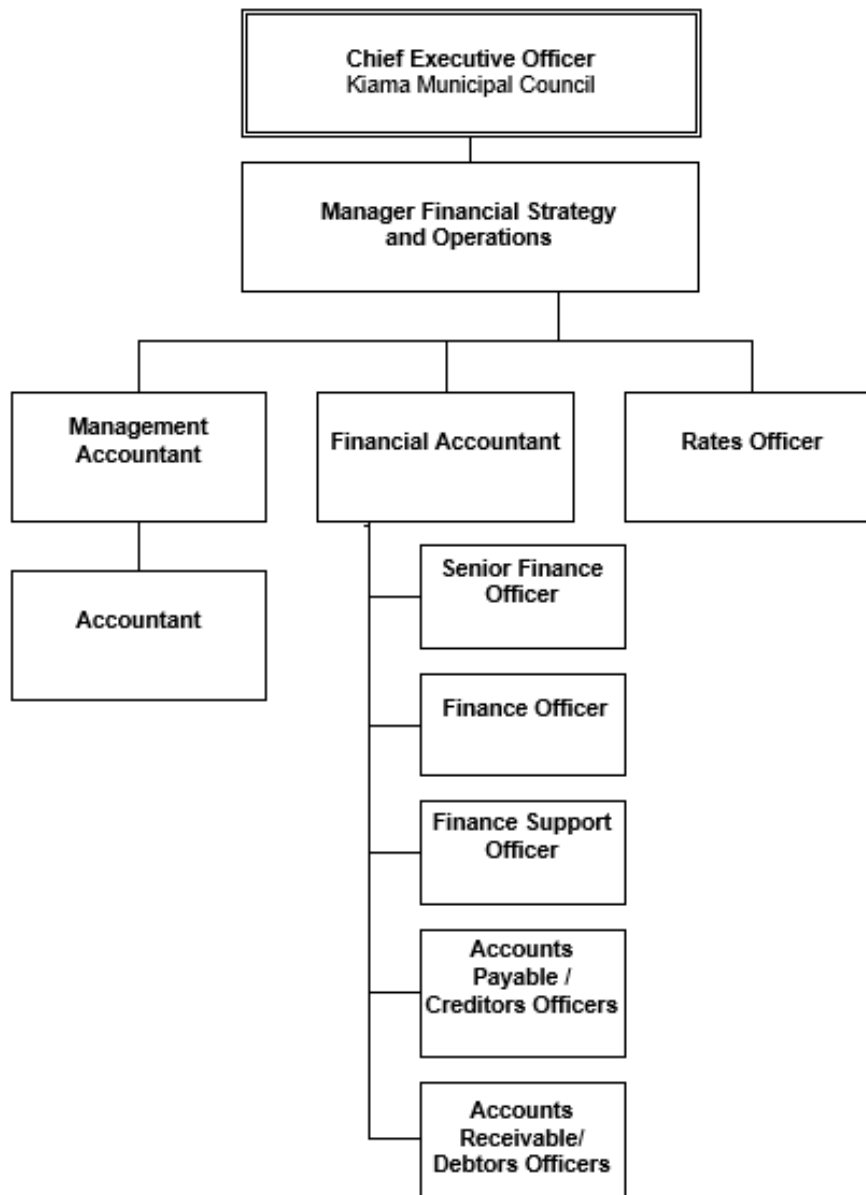 Chief Executive Officer
Kiama Municipal Council
Manager Financial Strategy
and Operations
Management
Accountant
Financial Accountant
Rates Officer
Accountant
Senior Finance
Officer
Finance Officer
Finance Support
Officer
Accounts
Payable /
Creditors Officers
Accounts
Receivable/
Debtors Officers